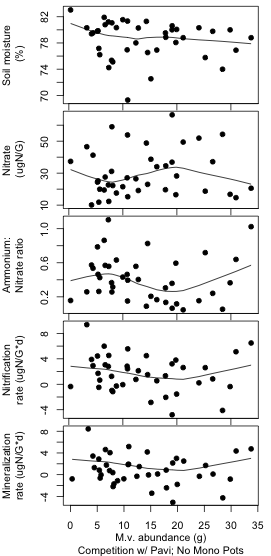 Soil moisture
(%)
70 74 78 82
Nitrate
(ugN/G)
10 30 50
Ammonium:
Nitrate ratio
0.2 0.6 1.0
Nitrification
rate (ugN/G*d)
-4 0 4 8
Mineralization
rate (ugN/G*d)
-4 0 4 8
0 5 10 15 20 25 30 35
M.v. abundance (g)
Competition w/ Pavi; No Mono Pots